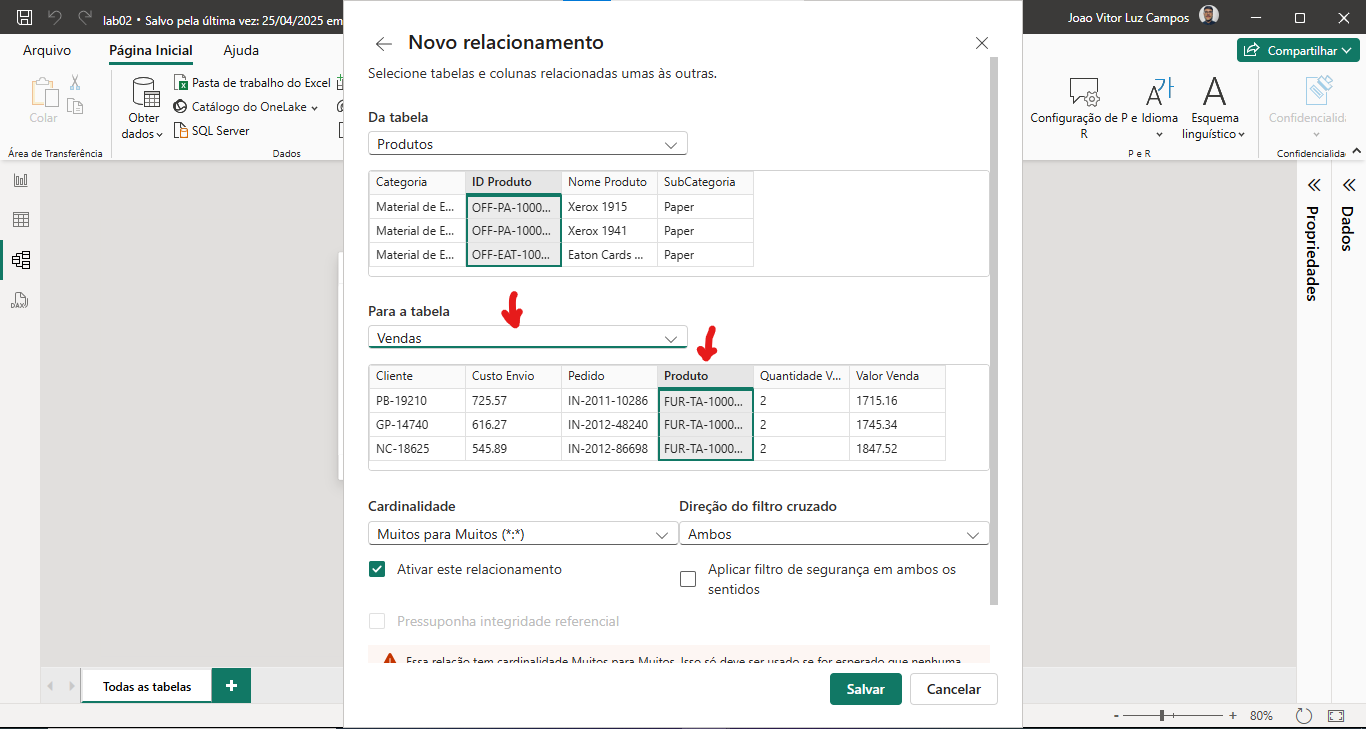 lab02 • Salvo pela última vez: 25/04/2025 em
Joao Vitor Luz Campos
Arquivo
Página Inicial
Ajuda
Compartilhar
Colar
Área de Transferência
Obter dados
Pasta de trabalho do Excel
Catálogo do OneLake
SQL Server
Dados
Configuração de P e R
Idioma
Esquema linguístico
P e R
Confidencialida
Propriedades
Dados
DAX
Novo relacionamento
Selecione tabelas e colunas relacionadas umas às outras.
Da tabela
Produtos
Categoria ID Produto Nome Produto SubCategoria
Material de E... OFF-PA-1000... Xerox 1915 Paper
Material de E... OFF-PA-1000... Xerox 1941 Paper
Material de E... OFF-EAT-100... Eaton Cards ... Paper
Para a tabela
Vendas
Cliente Custo Envio Pedido Produto Quantidade V... Valor Venda
PB-19210 725.57 IN-2011-10286 FUR-TA-1000... 2 1715.16
GP-14740 616.27 IN-2012-48240 FUR-TA-1000... 2 1745.34
NC-18625 545.89 IN-2012-86698 FUR-TA-1000... 2 1847.52
Cardinalidade
Muitos para Muitos (*:*)
Direção do filtro cruzado
Ambos
Ativar este relacionamento
Aplicar filtro de segurança em ambos os
sentidos
Pressuponha integridade referencial
Essa relação tem cardinalidade Muitos para Muitos. Isso só deve ser usado se for esperado que nenhuma
Salvar
Cancelar
Todas as tabelas
+
- + 80%